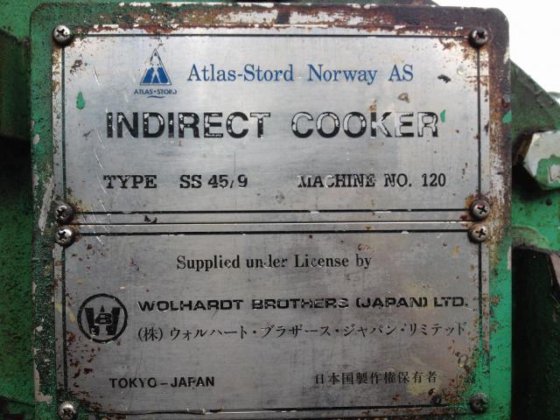 Atlas-Stord Norway AS
ATLAS-STORD
INDIRECT COOKER
TYPE SS 45/9 MACHINE NO. 120
Supplied under License by
WOLHARDT BROTHERS (JAPAN) LTD.
(株)ウォルハート・ブラザース・ジャパン・リミテッド
TOKYO-JAPAN 日本国製作権保有者